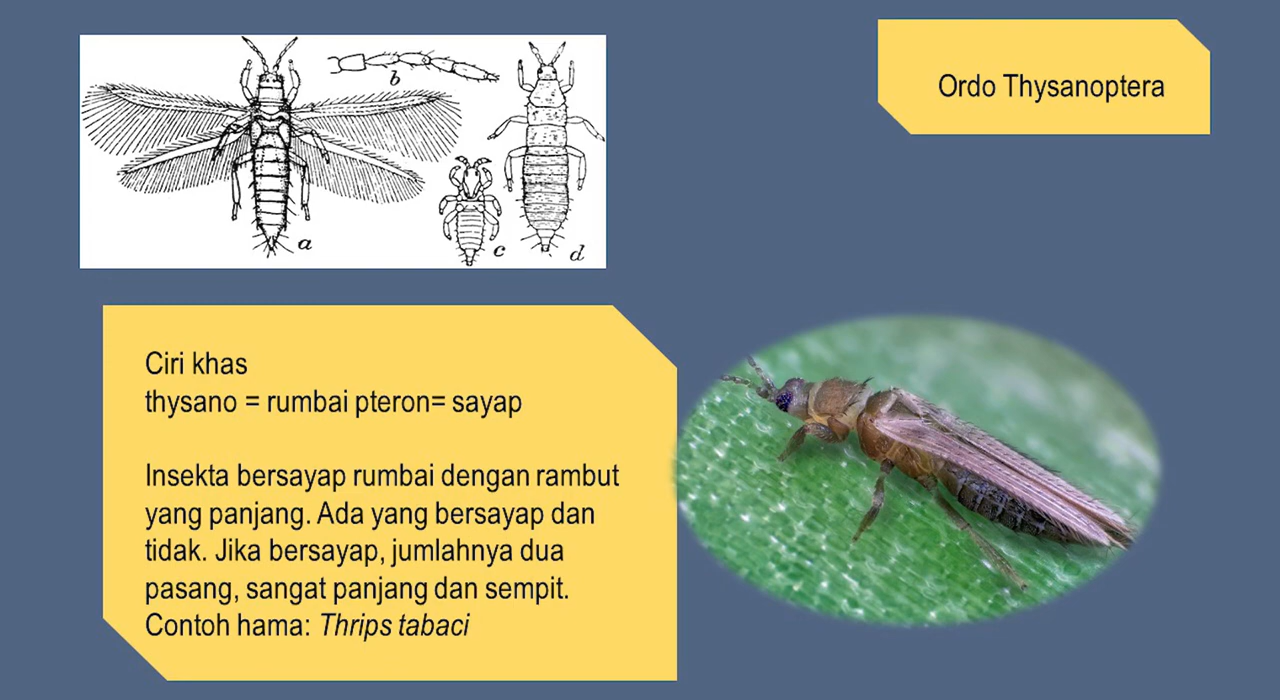 Ordo Thysanoptera
a
b
c
d
Ciri khas
thysano = rumbai pteron= sayap
Insekta bersayap rumbai dengan rambut
yang panjang. Ada yang bersayap dan
tidak. Jika bersayap, jumlahnya dua
pasang, sangat panjang dan sempit.
Contoh hama: Thrips tabaci